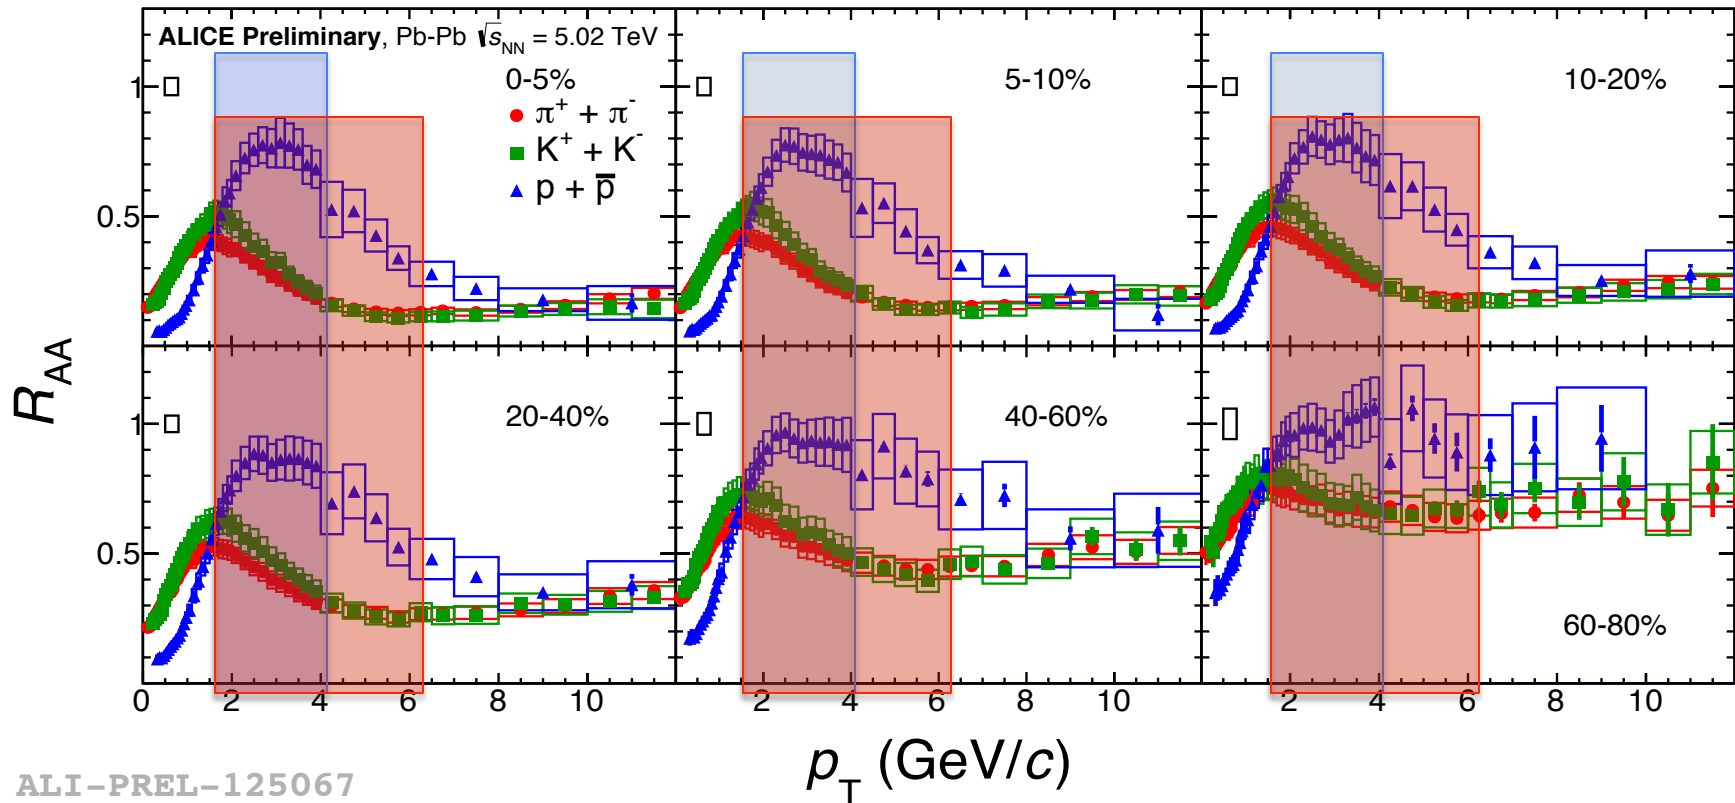 ALICE Preliminary, Pb-Pb √sNN = 5.02 TeV
0-5%
π+ + π-
K+ + K-
p + p̅
5-10%
10-20%
1
0.5
RAA
20-40%
40-60%
60-80%
1
0.5
0 2 4 6 8 10
2 4 6 8 10
2 4 6 8 10
pT (GeV/c)
ALI-PREL-125067